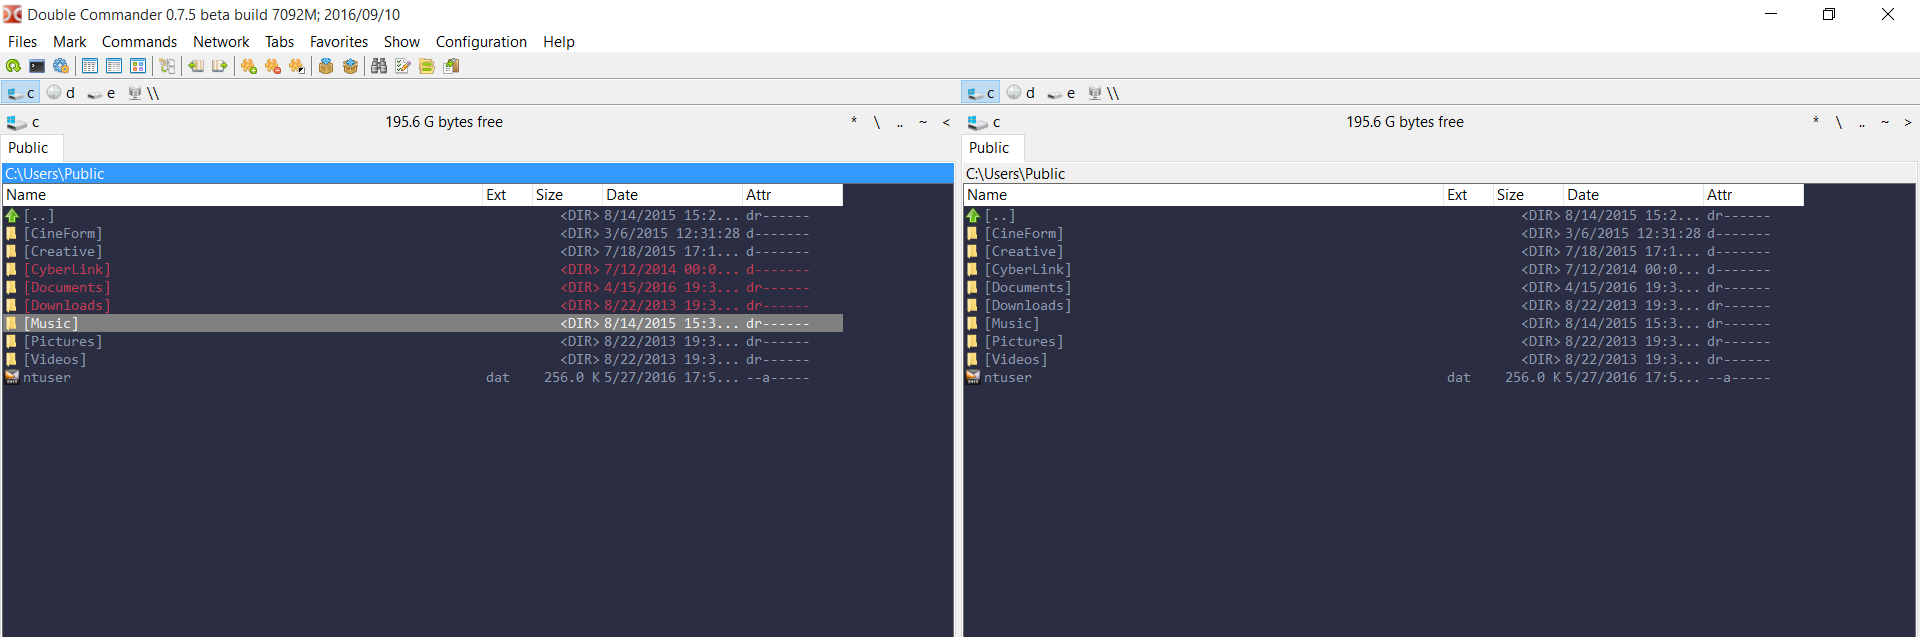 Double Commander 0.7.5 beta build 7092M; 2016/09/10
Files Mark Commands Network Tabs Favorites Show Configuration Help
c d e \\ c d e \\
c 195.6 G bytes free * \ .. ~ < c 195.6 G bytes free * \ .. ~ >
Public Public
C:\Users\Public C:\Users\Public
Name Ext Size Date Attr Name Ext Size Date Attr
[..] <DIR> 8/14/2015 15:2... dr------ [..] <DIR> 8/14/2015 15:2... dr------
[CineForm] <DIR> 3/6/2015 12:31:28 d------- [CineForm] <DIR> 3/6/2015 12:31:28 d-------
[Creative] <DIR> 7/18/2015 17:1... d------- [Creative] <DIR> 7/18/2015 17:1... d-------
[CyberLink] <DIR> 7/12/2014 00:0... d------- [CyberLink] <DIR> 7/12/2014 00:0... d-------
[Documents] <DIR> 4/15/2016 19:3... dr------ [Documents] <DIR> 4/15/2016 19:3... dr------
[Downloads] <DIR> 8/22/2013 19:3... dr------ [Downloads] <DIR> 8/22/2013 19:3... dr------
[Music] <DIR> 8/14/2015 15:3... dr------ [Music] <DIR> 8/14/2015 15:3... dr------
[Pictures] <DIR> 8/22/2013 19:3... dr------ [Pictures] <DIR> 8/22/2013 19:3... dr------
[Videos] <DIR> 8/22/2013 19:3... dr------ [Videos] <DIR> 8/22/2013 19:3... dr------
ntuser dat 256.0 K 5/27/2016 17:5... --a----- ntuser dat 256.0 K 5/27/2016 17:5... --a-----